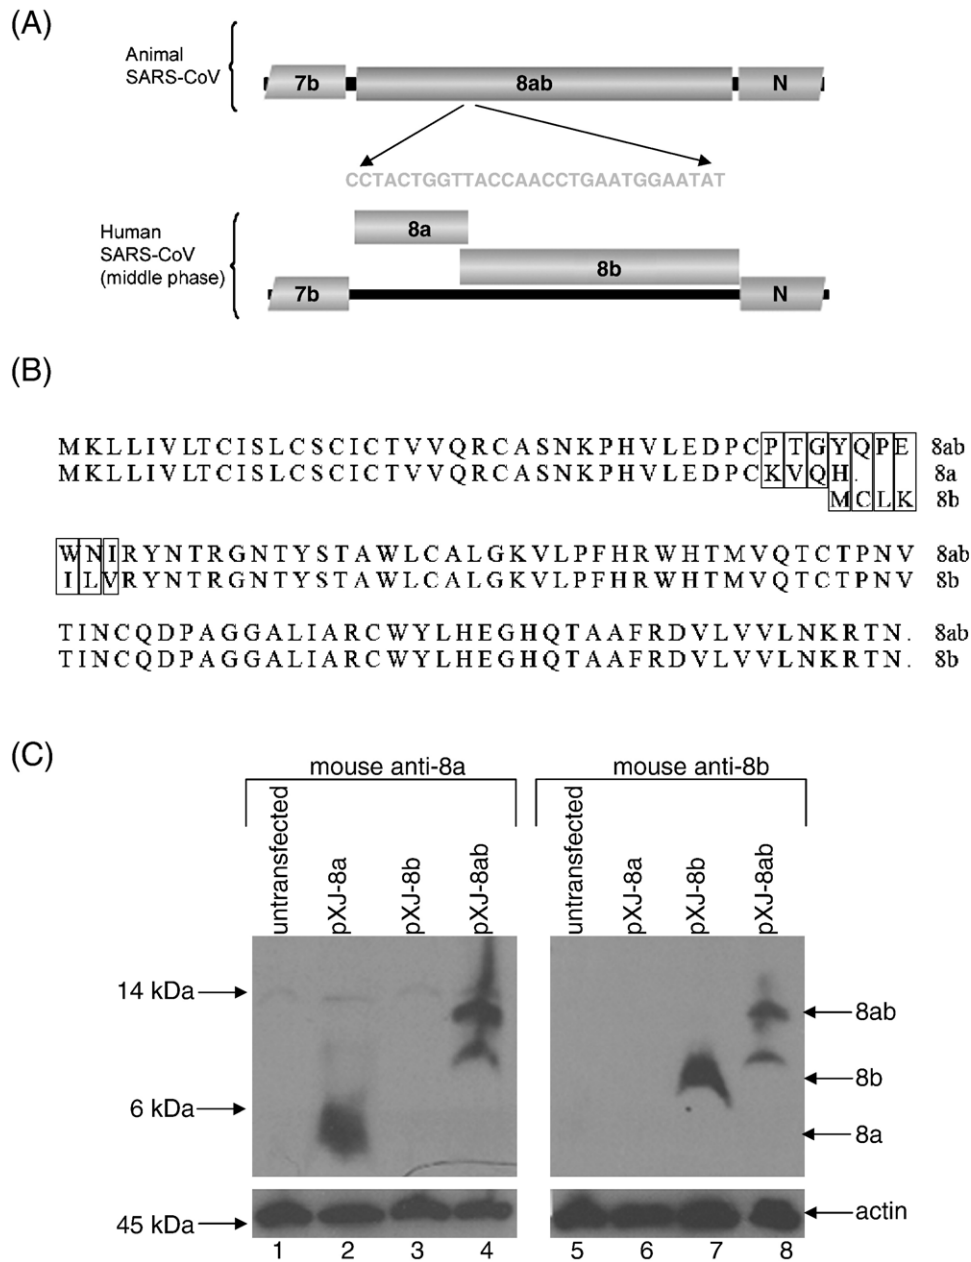 (A)
Animal
SARS-CoV
7b
8ab
N
CCTACTGGTTACCAACCTGAATGGAATAT
Human
SARS-CoV
(middle phase)
8a
8b
7b
N
(B)
MKLLIVLTCISLCSCICTVVQRCASNKPHVLEDPCPTGYQPE 8ab
MKLLIVLTCISLCSCICTVVQRCASNKPHVLEDPCKVQH. 8a
MCLK 8b
WNIRYNTRGNTYSTAWLCALGKVLPFHRWHTMVQTCTPNV 8ab
ILVRYNTRGNTYSTAWLCALGKVLPFHRWHTMVQTCTPNV 8b
TINCQDPAGGALIARCWYLHEGHQTAAFRDVLVVLNKRTN. 8ab
TINCQDPAGGALIARCWYLHEGHQTAAFRDVLVVLNKRTN. 8b
(C)
mouse anti-8a
mouse anti-8b
untransfected
pXJ-8a
pXJ-8b
pXJ-8ab
untransfected
pXJ-8a
pXJ-8b
pXJ-8ab
14 kDa
8ab
8b
6 kDa
8a
45 kDa
actin
1 2 3 4 5 6 7 8